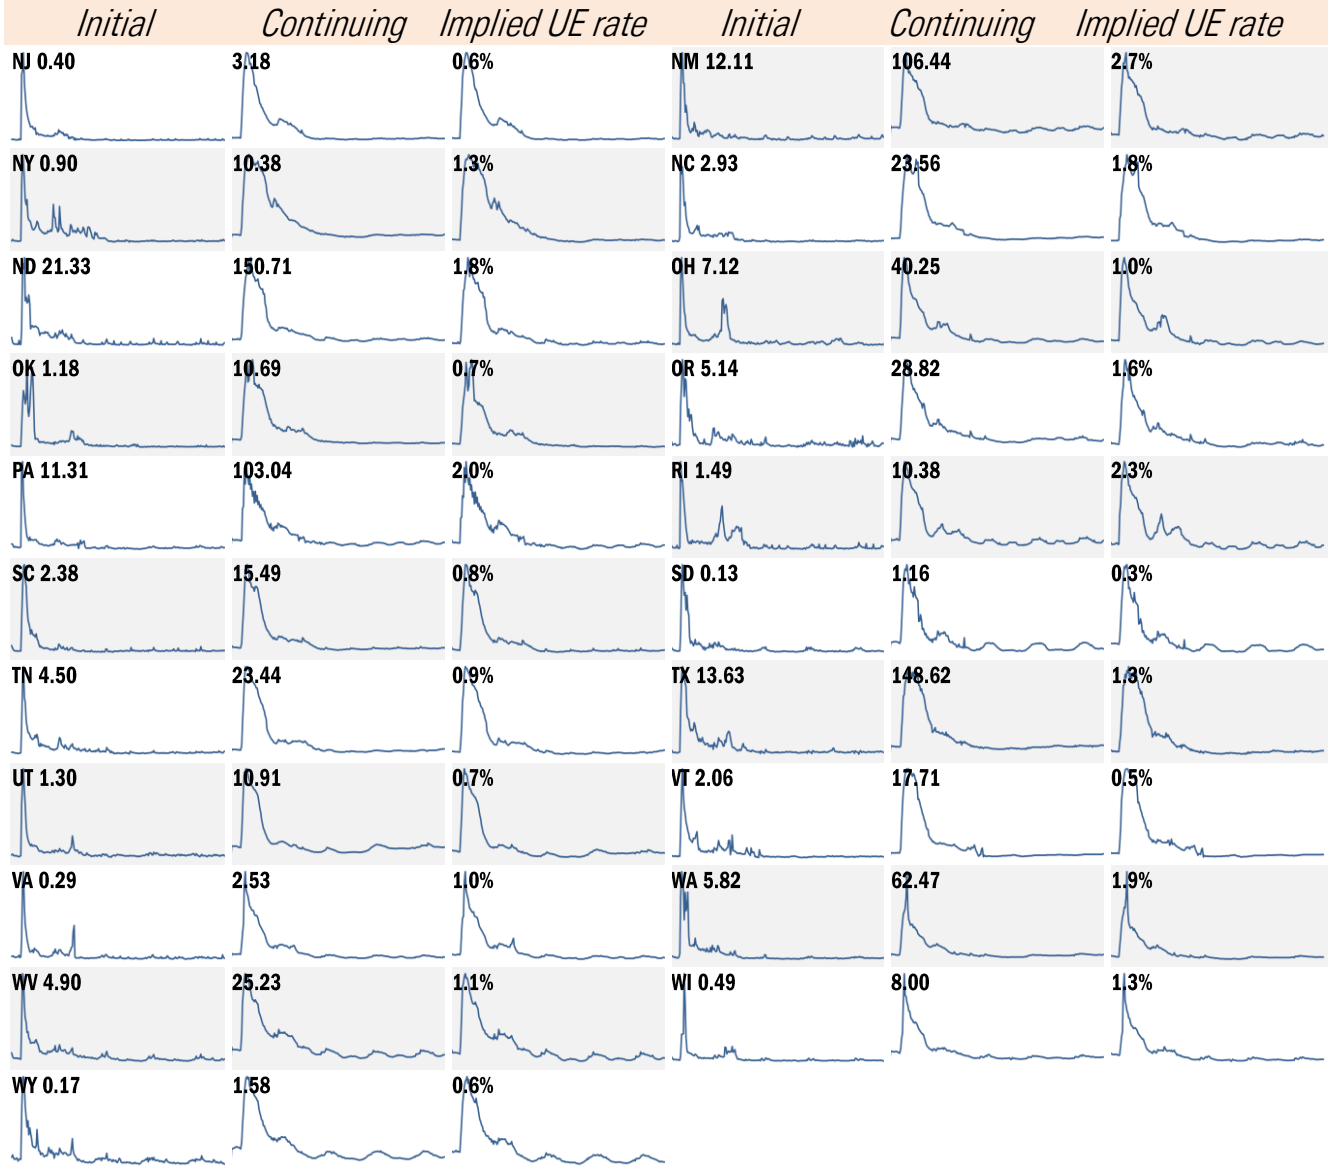 Initial Continuing Implied UE rate Initial Continuing Implied UE rate
NJ 0.40 3.18 0.6% NM 12.11 106.44 2.7%
NY 0.90 10.38 1.3% NC 2.93 23.56 1.8%
ND 21.33 150.71 1.8% OH 7.12 40.25 1.0%
OK 1.18 10.69 0.7% OR 5.14 28.82 1.6%
PA 11.31 103.04 2.0% RI 1.49 10.38 2.3%
SC 2.38 15.49 0.8% SD 0.13 1.16 0.3%
TN 4.50 23.44 0.9% TX 13.63 148.62 1.3%
UT 1.30 10.91 0.7% VT 2.06 17.71 0.5%
VA 0.29 2.53 1.0% WA 5.82 62.47 1.9%
WV 4.90 25.23 1.1% WI 0.49 8.00 1.3%
WY 0.17 1.58 0.6%